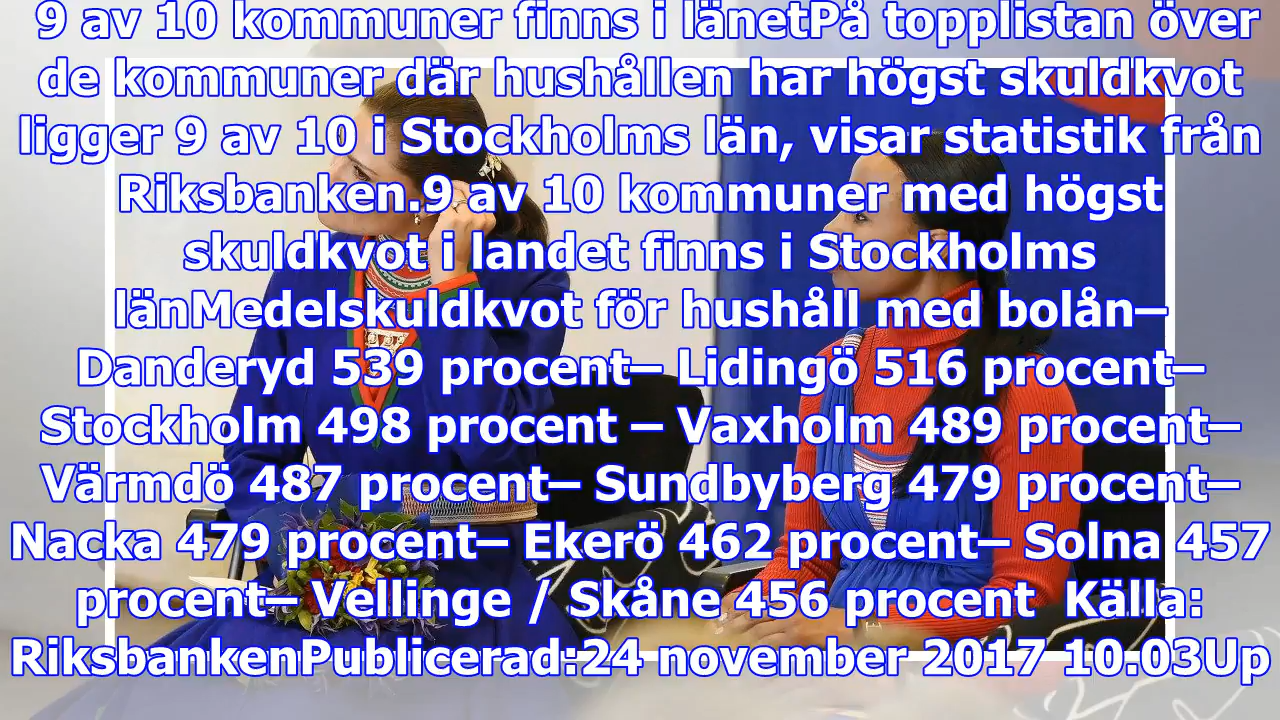 9 av 10 kommuner finns i länetPå topplistan över
de kommuner där hushållen har högst skuldkvot
ligger 9 av 10 i Stockholms län, visar statistik från
Riksbanken.9 av 10 kommuner med högst
skuldkvot i landet finns i Stockholms
länMedelskuldkvot för hushåll med bolån–
Danderyd 539 procent– Lidingö 516 procent–
Stockholm 498 procent – Vaxholm 489 procent–
Värmdö 487 procent– Sundbyberg 479 procent–
Nacka 479 procent– Ekerö 462 procent– Solna 457
procent– Vellinge / Skåne 456 procent  Källa:
RiksbankenPublicerad:24 november 2017 10.03Up